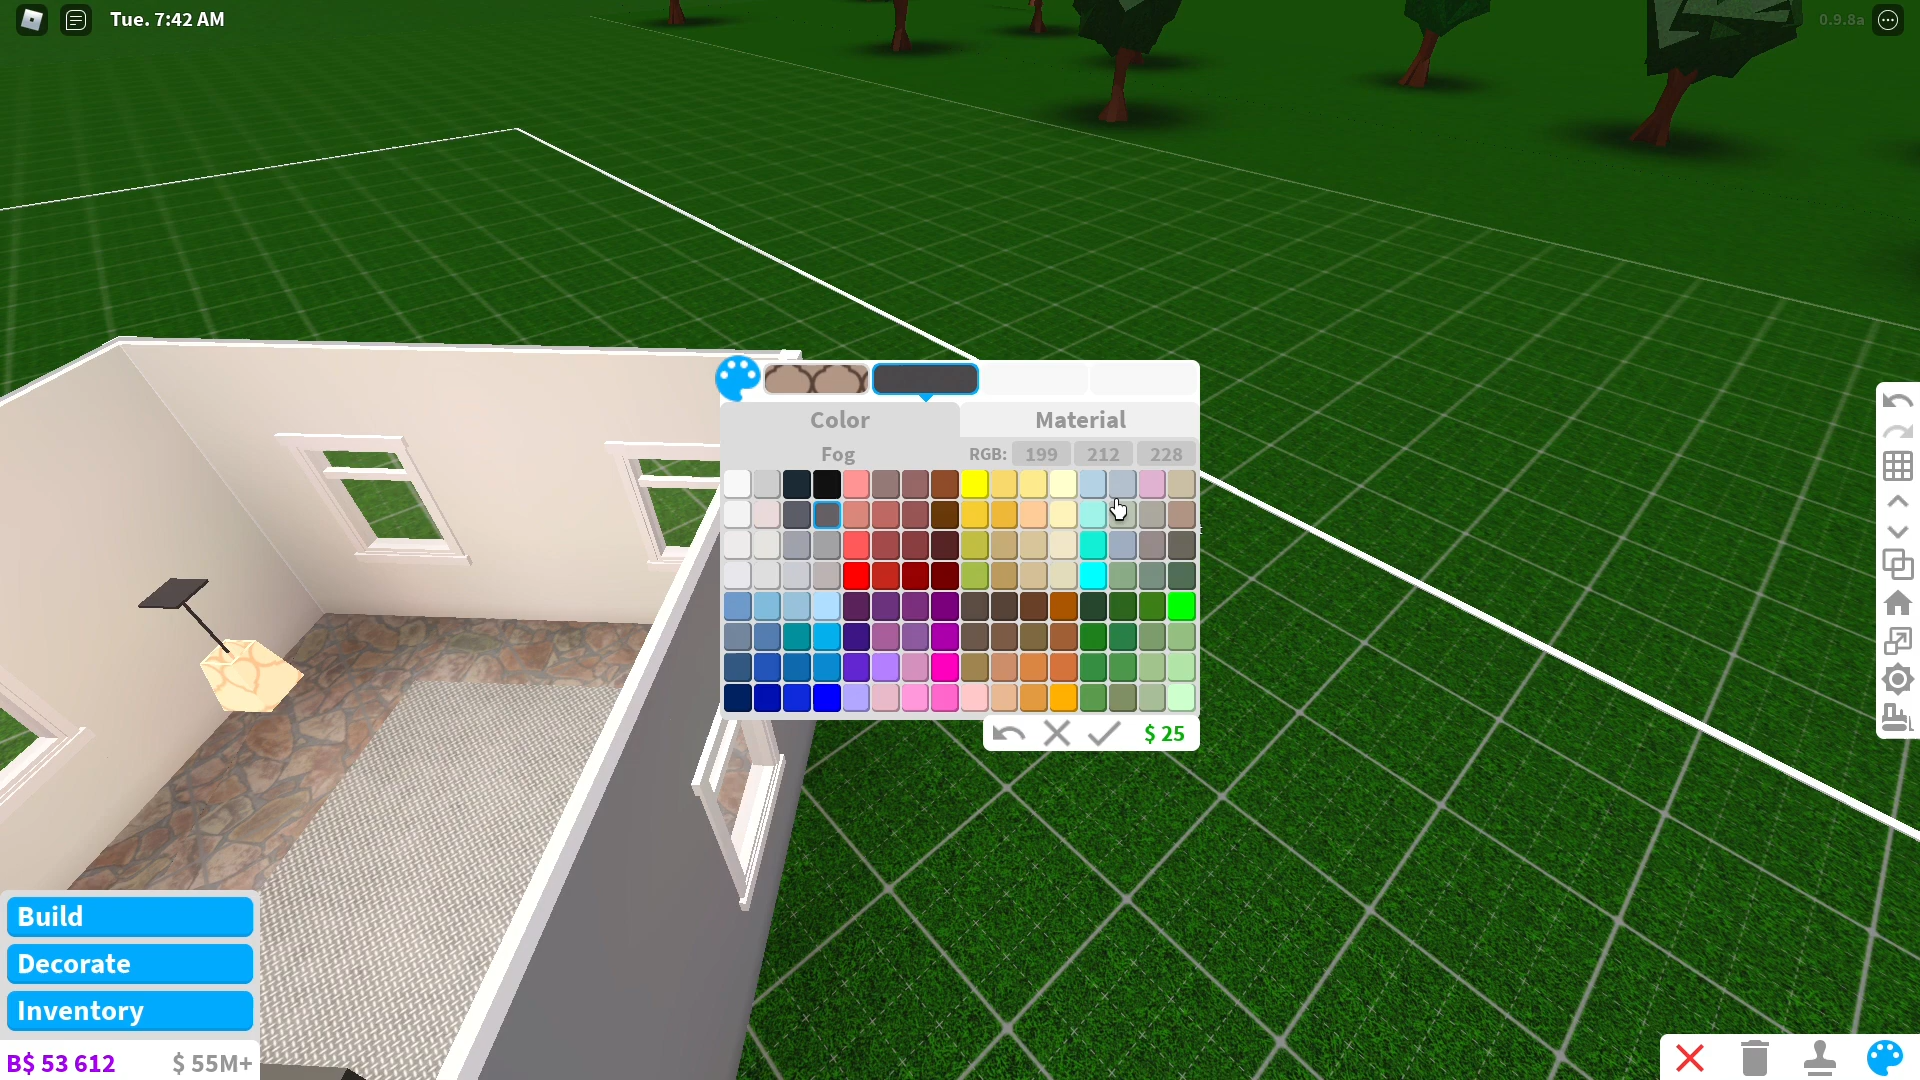 Tue. 7:42 AM
0.9.8a
Color
Material
Fog
RGB: 199 212 228
$ 25
Build
Decorate
Inventory
B$ 53 612
$ 55M+